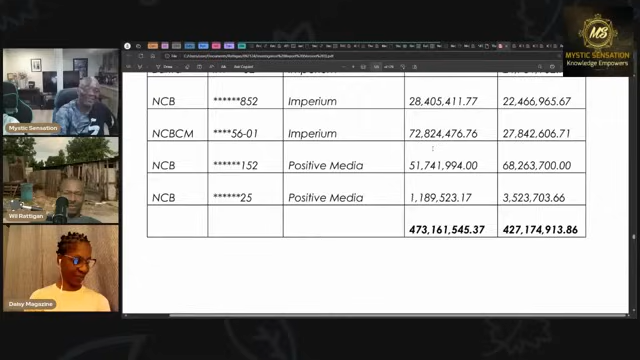 MS
MYSTIC SENSATION
Knowledge Empowers
Imperium
NCB ******852 Imperium 28,405,411.77 22,466,965.67
NCBCM ****56-01 Imperium 72,824,476.76 27,842,606.71
NCB ******152 Positive Media 51,741,994.00 68,263,700.00
NCB ******25 Positive Media 1,189,523.17 3,523,703.66
473,161,545.37 427,174,913.86
Mystic Sensation
Wil Rattigan
Daisy Magazine